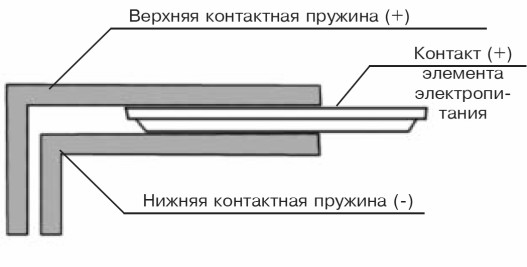 Верхняя контактная пружина (+)
Контакт (+)
элемента
электропи-
тания
Нижняя контактная пружина (-)